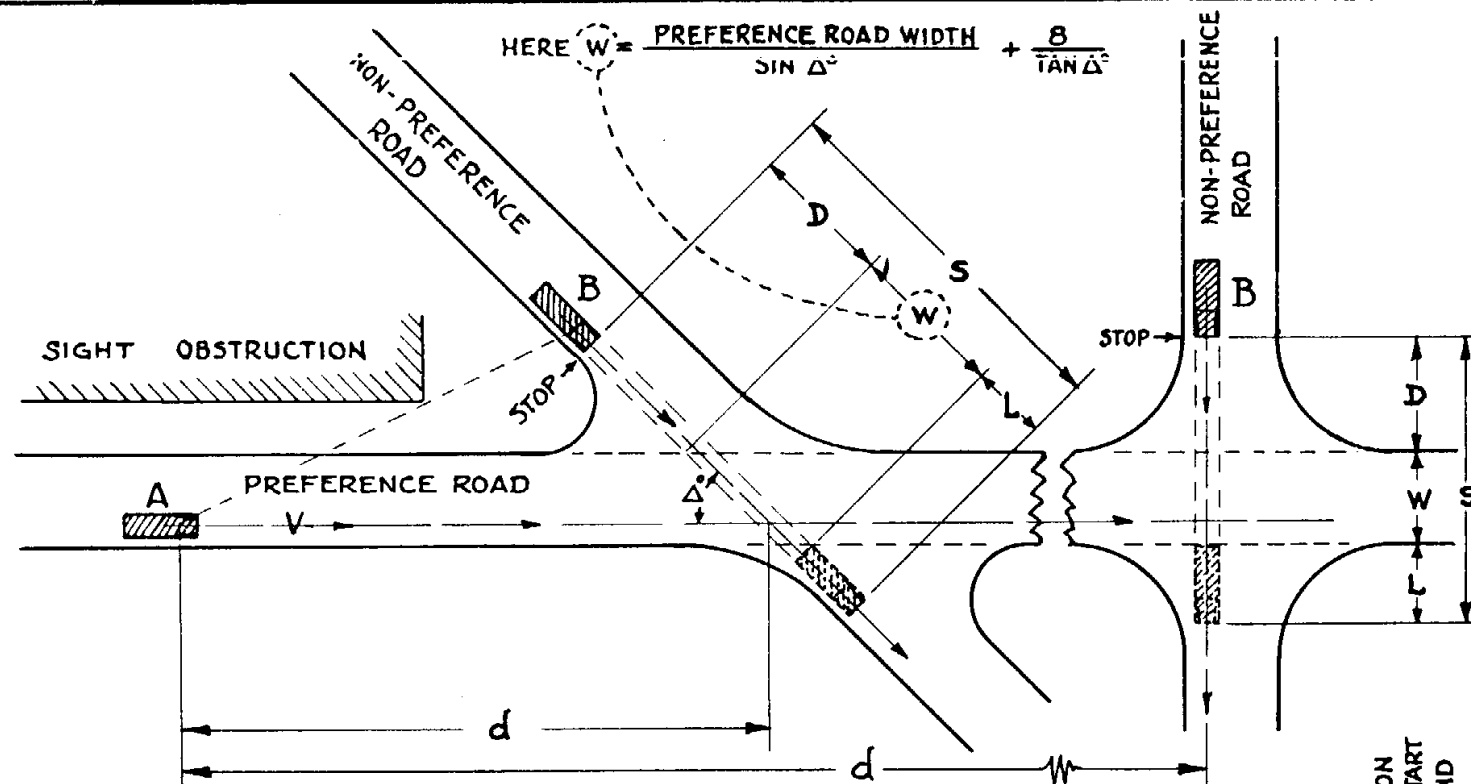 HERE W = PREFERENCE ROAD WIDTH / SIN Δ° + 8 / TAN Δ°
NON-PREFERENCE
ROAD
NON-PREFERENCE
ROAD
D
S
W
L
B
B
STOP
STOP
SIGHT OBSTRUCTION
D
W
L
S
PREFERENCE ROAD
A
V
Δ°
d
d
START